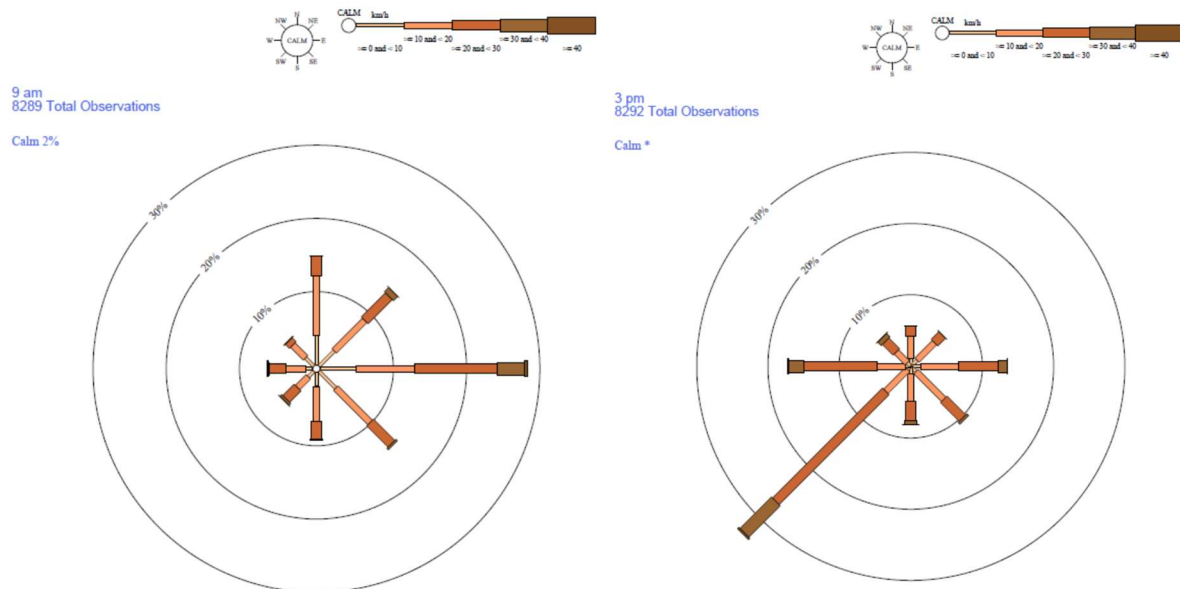 CALM km/h
>= 10 and < 20 >= 30 and < 40
>= 0 and < 10 >= 20 and < 30 >= 40
N
NW NE
W CALM E
SW SE
S
9 am
8289 Total Observations
Calm 2%
30%
20%
10%
CALM km/h
>= 10 and < 20 >= 30 and < 40
>= 0 and < 10 >= 20 and < 30 >= 40
N
NW NE
W CALM E
SW SE
S
3 pm
8292 Total Observations
Calm *
30%
20%
10%